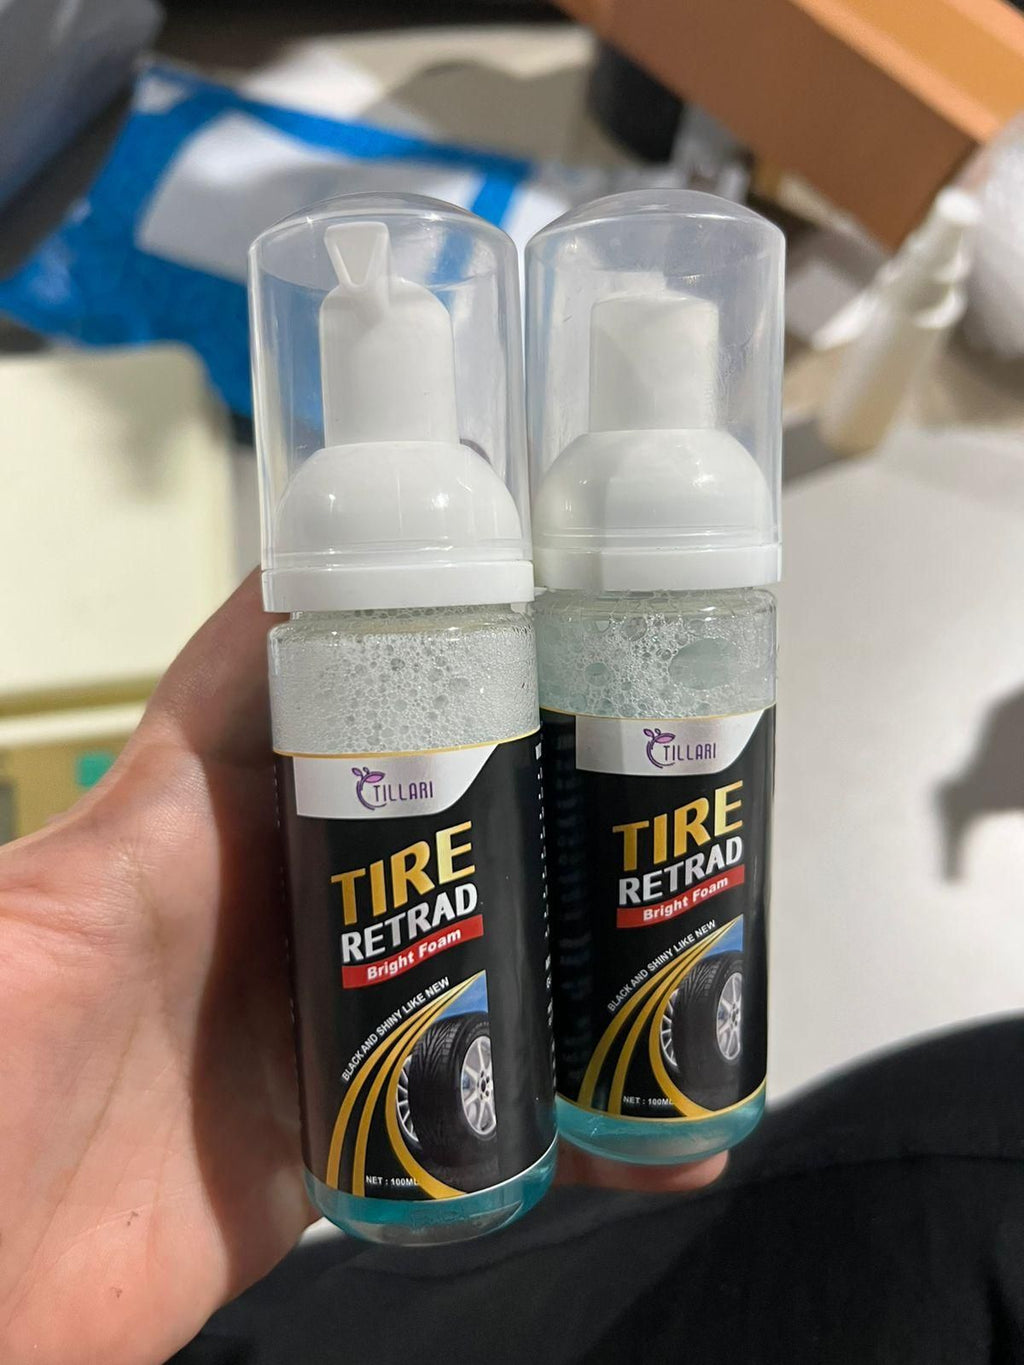 TILLARI
TIRE
RETRAD
Bright Foam
BLACK AND SHINY LIKE NEW
NET : 100ML
TILLARI
TIRE
RETRAD
Bright Foam
BLACK AND SHINY LIKE NEW
NET : 100ML